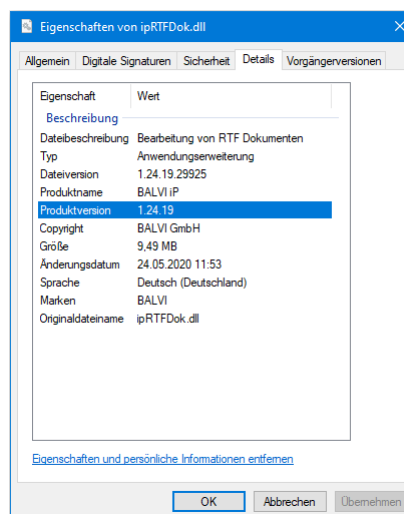 Eigenschaften von ipRTFDok.dll
Allgemein Digitale Signaturen Sicherheit Details Vorgängerversionen
Eigenschaft Wert
Beschreibung
Dateibeschreibung Bearbeitung von RTF Dokumenten
Typ Anwendungserweiterung
Dateiversion 1.24.19.29925
Produktname BALVI iP
Produktversion 1.24.19
Copyright BALVI GmbH
Größe 9,49 MB
Änderungsdatum 24.05.2020 11:53
Sprache Deutsch (Deutschland)
Marken BALVI
Originaldateiname ipRTFDok.dll
Eigenschaften und persönliche Informationen entfernen
OK Abbrechen Übernehmen